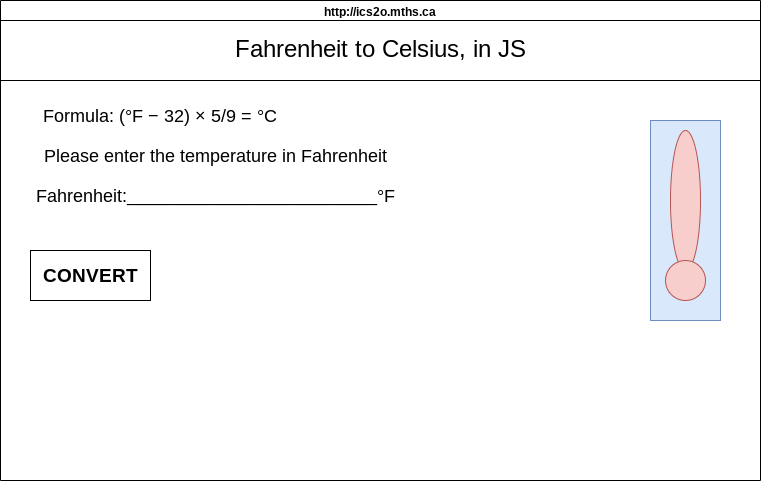 http://ics2o.mths.ca
Fahrenheit to Celsius, in JS
Formula: (°F − 32) × 5/9 = °C
Please enter the temperature in Fahrenheit
Fahrenheit:_________________________°F
CONVERT